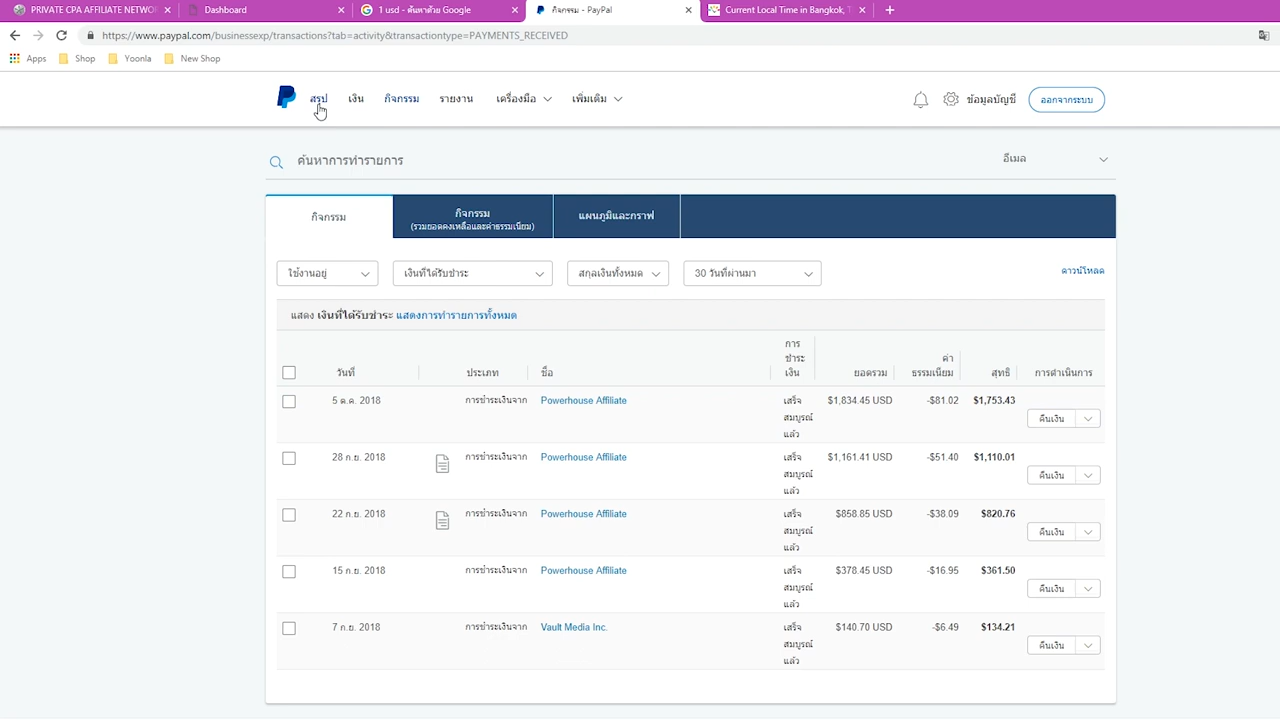 PRIVATE CPA AFFILIATE NETWOR
Dashboard
1 usd - ค้นหาด้วย Google
กิจกรรม - PayPal
Current Local Time in Bangkok, T
https://www.paypal.com/businessexp/transactions?tab=activity&transactiontype=PAYMENTS_RECEIVED
Apps Shop Yoonla New Shop
สรุป เงิน กิจกรรม รายงาน เครื่องมือ เพิ่มเติม ข้อมูลบัญชี ออกจากระบบ
ค้นหาการทำรายการ อีเมล
กิจกรรม
กิจกรรม
(รวมยอดคงเหลือและค่าธรรมเนียม)
แผนภูมิและกราฟ
ใช้งานอยู่ เงินที่ได้รับชำระ สกุลเงินทั้งหมด 30 วันที่ผ่านมา ดาวน์โหลด
แสดง เงินที่ได้รับชำระ แสดงการทำรายการทั้งหมด
วันที่ ประเภท ชื่อ
การ
ชำระ
เงิน
ยอดรวม
ค่า
ธรรมเนียม
สุทธิ การดำเนินการ
5 ต.ค. 2018 การชำระเงินจาก Powerhouse Affiliate
เสร็จ
สมบูรณ์
แล้ว
$1,834.45 USD -$81.02 $1,753.43
คืนเงิน
28 ก.ย. 2018 การชำระเงินจาก Powerhouse Affiliate
เสร็จ
สมบูรณ์
แล้ว
$1,161.41 USD -$51.40 $1,110.01
คืนเงิน
22 ก.ย. 2018 การชำระเงินจาก Powerhouse Affiliate
เสร็จ
สมบูรณ์
แล้ว
$858.85 USD -$38.09 $820.76
คืนเงิน
15 ก.ย. 2018 การชำระเงินจาก Powerhouse Affiliate
เสร็จ
สมบูรณ์
แล้ว
$378.45 USD -$16.95 $361.50
คืนเงิน
7 ก.ย. 2018 การชำระเงินจาก Vault Media Inc.
เสร็จ
สมบูรณ์
แล้ว
$140.70 USD -$6.49 $134.21
คืนเงิน